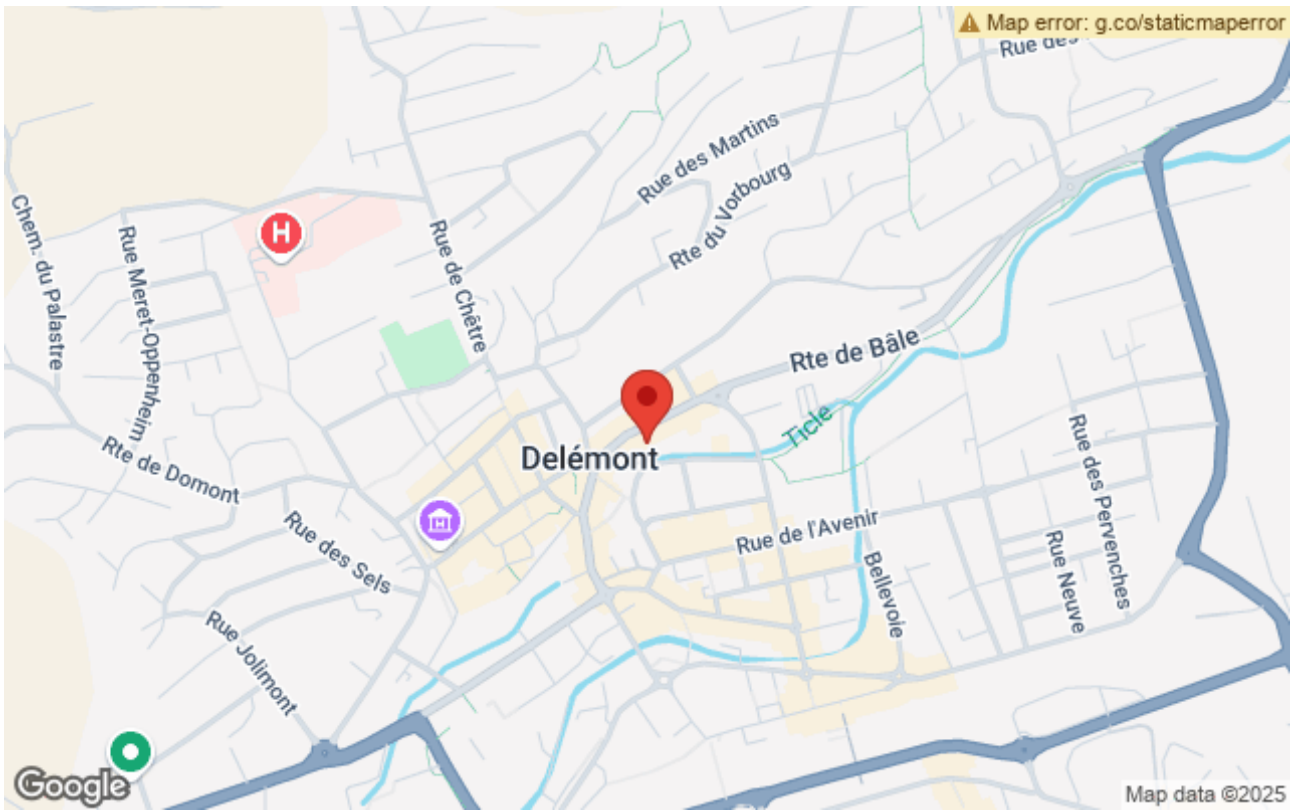 Map error: g.co/staticmaperror
Rue des
Rue des Martins
Rte du Vorbourg
Chem. du Palastre
Rue Meret-Oppenheim
H
Rue de Chêtre
Rte de Bâle
Ticle
Delémont
Rte de Domont
Rue des Pervenches
Rue des Sels
Rue de l'Avenir
Rue Neuve
Bellevoie
Rue Jolimont
Google
Map data ©2025